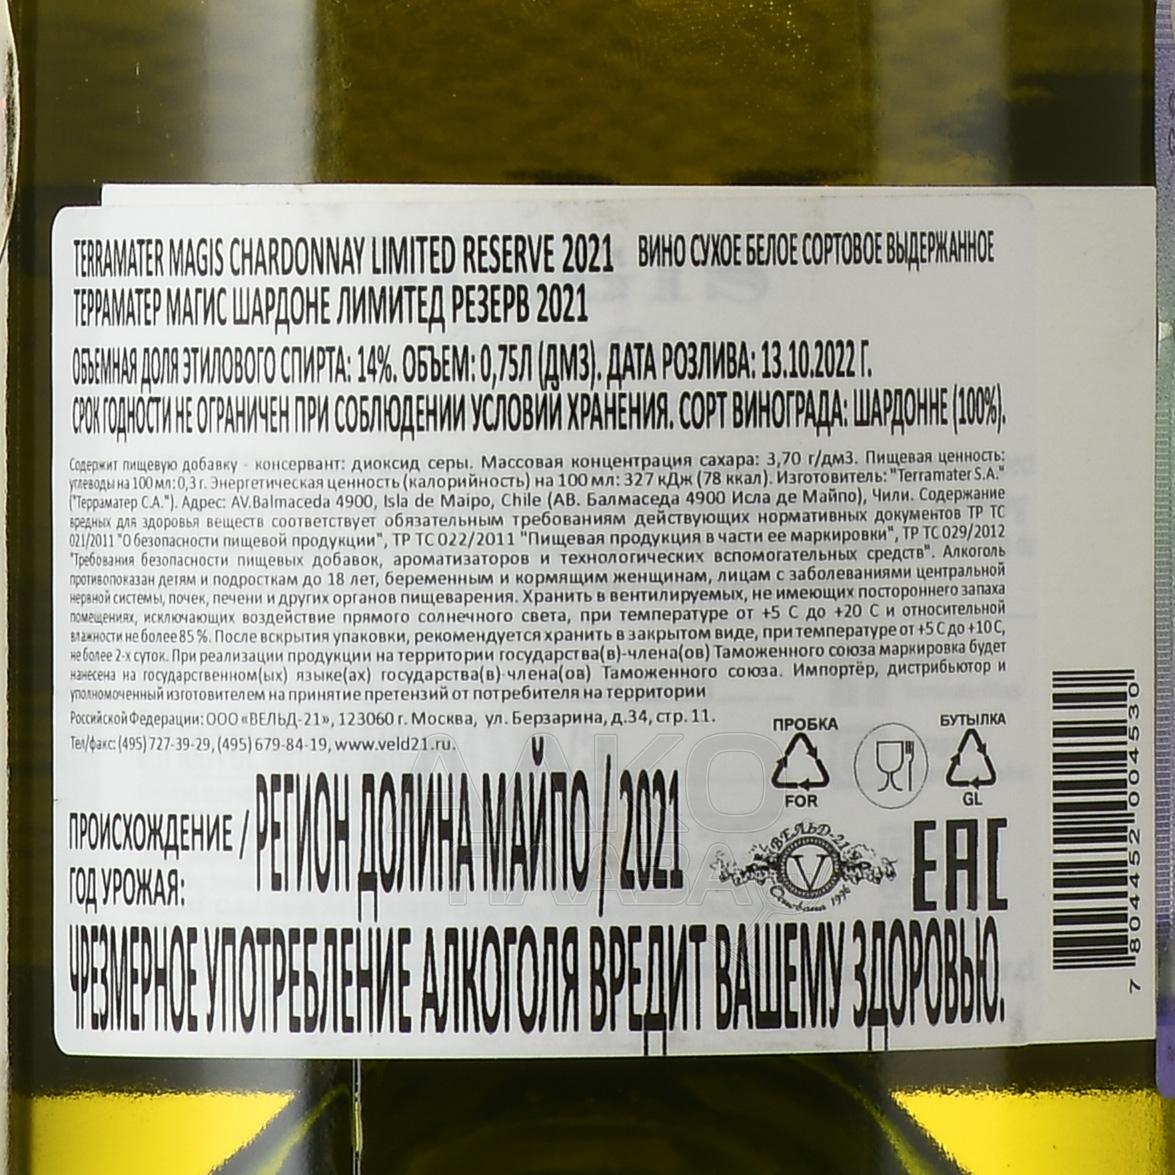 TERRAMATER MAGIS CHARDONNAY LIMITED RESERVE 2021 ВИНО СУХОЕ БЕЛОЕ СОРТОВОЕ ВЫДЕРЖАННОЕ
ТЕРРАМАТЕР МАГИС ШАРДОНЕ ЛИМИТЕД РЕЗЕРВ 2021
ОБЪЕМНАЯ ДОЛЯ ЭТИЛОВОГО СПИРТА: 14%. ОБЪЕМ: 0,75Л (ДМ3). ДАТА РОЗЛИВА: 13.10.2022 Г.
СРОК ГОДНОСТИ НЕ ОГРАНИЧЕН ПРИ СОБЛЮДЕНИИ УСЛОВИЙ ХРАНЕНИЯ. СОРТ ВИНОГРАДА: ШАРДОННЕ (100%).
Содержит пищевую добавку - консервант: диоксид серы. Массовая концентрация сахара: 3,70 г/дм3. Пищевая ценность:
углеводы на 100 мл: 0,3 г. Энергетическая ценность (калорийность) на 100 мл: 327 кДж (78 ккал). Изготовитель: "Terramater S.A."
("Терраматер С.А."). Адрес: AV.Balmaceda 4900, Isla de Maipo, Chile (АВ. Балмаседа 4900 Исла де Майпо), Чили. Содержание
вредных для здоровья веществ соответствует обязательным требованиям действующих нормативных документов ТР ТС
021/2011 "О безопасности пищевой продукции", ТР ТС 022/2011 "Пищевая продукция в части ее маркировки", ТР ТС 029/2012
"Требования безопасности пищевых добавок, ароматизаторов и технологических вспомогательных средств". Алкоголь
противопоказан детям и подросткам до 18 лет, беременным и кормящим женщинам, лицам с заболеваниями центральной
нервной системы, почек, печени и других органов пищеварения. Хранить в вентилируемых, не имеющих постороннего запаха
помещениях, исключающих воздействие прямого солнечного света, при температуре от +5 С до +20 С и относительной
влажности не более 85 %. После вскрытия упаковки, рекомендуется хранить в закрытом виде, при температуре от +5 С до +10 С,
не более 2-х суток. При реализации продукции на территории государства(в)-члена(ов) Таможенного союза маркировка будет
нанесена на государственном(ых) языке(ах) государства(в)-члена(ов) Таможенного союза. Импортёр, дистрибьютор и
уполномоченный изготовителем на принятие претензий от потребителя на территории
Российской Федерации: ООО «ВЕЛЬД-21», 123060 г. Москва, ул. Берзарина, д.34, стр. 11.
Тел/факс: (495) 727-39-29, (495) 679-84-19, www.veld21.ru.
ПРОБКА
FOR
БУТЫЛКА
GL
ПРОИСХОЖДЕНИЕ / РЕГИОН ДОЛИНА МАЙПО / 2021
ГОД УРОЖАЯ:
ВЕЛЬД-21
V
Основана 1996
EAC
ЧРЕЗМЕРНОЕ УПОТРЕБЛЕНИЕ АЛКОГОЛЯ ВРЕДИТ ВАШЕМУ ЗДОРОВЬЮ.
7 804452 004530
АЛКО
ПЛАВА